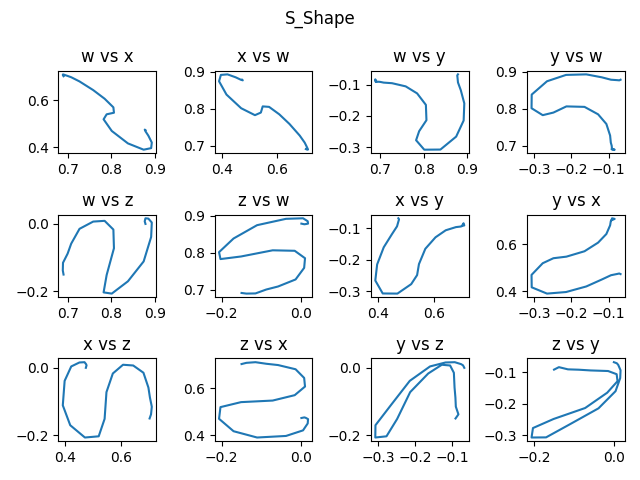 S_Shape
w vs x x vs w w vs y y vs w
0.6 0.4 0.7 0.8 0.9
0.9 0.8 0.7 0.4 0.6
−0.1 −0.2 −0.3 0.7 0.8 0.9
0.9 0.8 0.7 −0.3 −0.2 −0.1
w vs z z vs w x vs y y vs x
0.0 −0.2 0.7 0.8 0.9
0.9 0.8 0.7 −0.2 0.0
−0.1 −0.2 −0.3 0.4 0.6
0.6 0.4 −0.3 −0.2 −0.1
x vs z z vs x y vs z z vs y
0.0 −0.2 0.4 0.6
0.6 0.4 −0.2 0.0
0.0 −0.2 −0.3 −0.2 −0.1
−0.1 −0.2 −0.3 −0.2 0.0